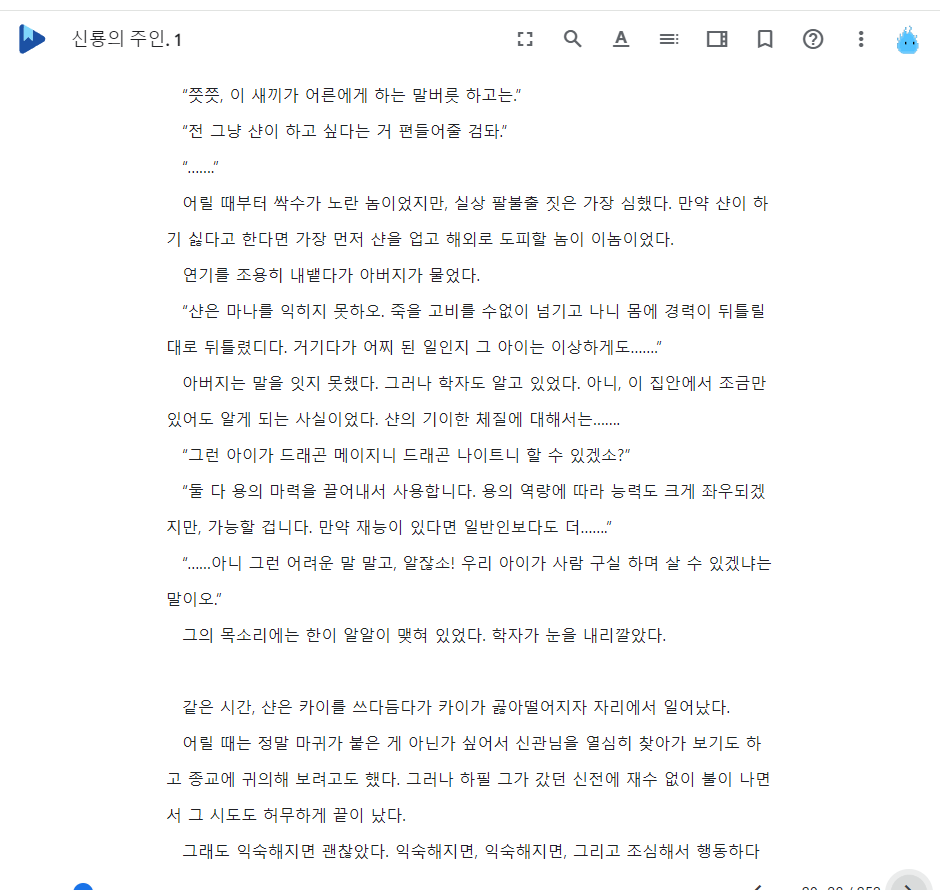 신룡의 주인. 1
“쯧쯧, 이 새끼가 어른에게 하는 말버릇 하고는.”
“전 그냥 샨이 하고 싶다는 거 편들어줄 겁돠.”
“…….”
어릴 때부터 싹수가 노란 놈이었지만, 실상 팔불출 짓은 가장 심했다. 만약 샨이 하
기 싫다고 한다면 가장 먼저 샨을 업고 해외로 도피할 놈이 이놈이었다.
연기를 조용히 내뱉다가 아버지가 물었다.
“샨은 마나를 익히지 못하오. 죽을 고비를 수없이 넘기고 나니 몸에 경력이 뒤틀릴
대로 뒤틀렸디다. 거기다가 어찌 된 일인지 그 아이는 이상하게도…….”
아버지는 말을 잇지 못했다. 그러나 학자도 알고 있었다. 아니, 이 집안에서 조금만
있어도 알게 되는 사실이었다. 샨의 기이한 체질에 대해서는…….
“그런 아이가 드래곤 메이지니 드래곤 나이트니 할 수 있겠소?”
“둘 다 용의 마력을 끌어내서 사용합니다. 용의 역량에 따라 능력도 크게 좌우되겠
지만, 가능할 겁니다. 만약 재능이 있다면 일반인보다도 더…….”
“……아니 그런 어려운 말 말고, 알잖소! 우리 아이가 사람 구실 하며 살 수 있겠냐는
말이오.”
그의 목소리에는 한이 알알이 맺혀 있었다. 학자가 눈을 내리깔았다.
같은 시간, 샨은 카이를 쓰다듬다가 카이가 곯아떨어지자 자리에서 일어났다.
어릴 때는 정말 마귀가 붙은 게 아닌가 싶어서 신관님을 열심히 찾아가 보기도 하
고 종교에 귀의해 보려고도 했다. 그러나 하필 그가 갔던 신전에 재수 없이 불이 나면
서 그 시도도 허무하게 끝이 났다.
그래도 익숙해지면 괜찮았다. 익숙해지면, 익숙해지면, 그리고 조심해서 행동하다